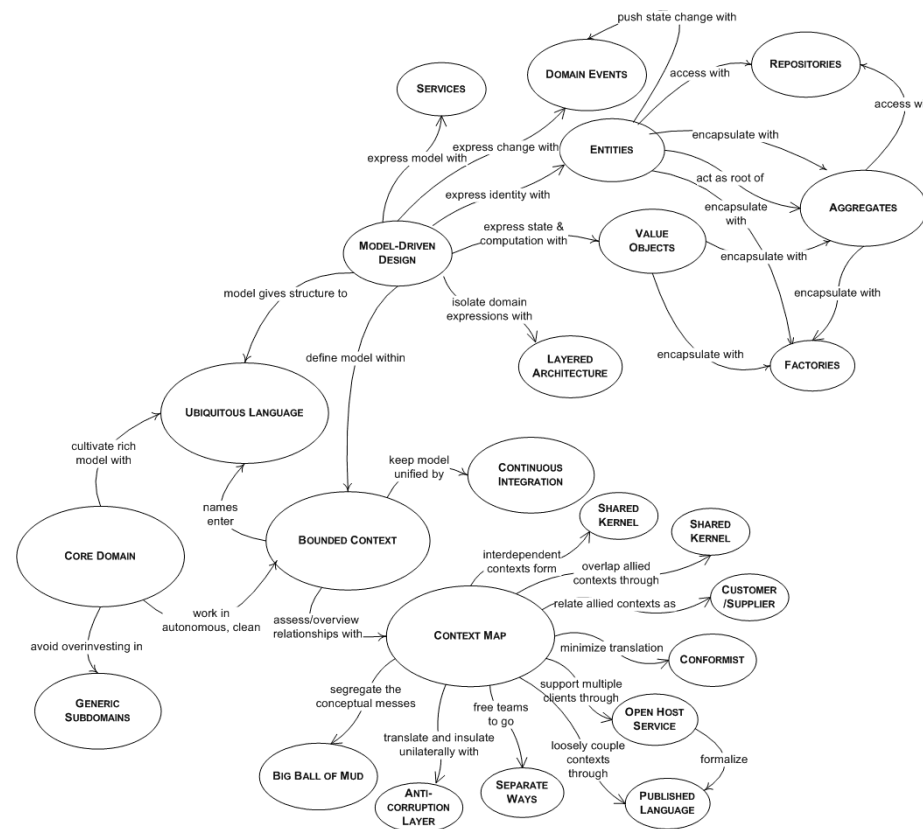 push state change with
DOMAIN EVENTS
access with
REPOSITORIES
SERVICES
access w
express change with
encapsulate with
express model with
ENTITIES
act as root of
express identity with
encapsulate
with
AGGREGATES
express state &
computation with
VALUE
OBJECTS
MODEL-DRIVEN
DESIGN
encapsulate with
model gives structure to
isolate domain
expressions with
encapsulate with
define model within
encapsulate with
LAYERED
ARCHITECTURE
FACTORIES
UBIQUITOUS LANGUAGE
cultivate rich
model with
keep model
unified by
CONTINUOUS
INTEGRATION
names
enter
SHARED
KERNEL
SHARED
KERNEL
CORE DOMAIN
BOUNDED CONTEXT
interdependent
contexts form
overlap allied
contexts through
work in
autonomous, clean
assess/overview
relationships with
relate allied contexts as
CUSTOMER
/SUPPLIER
CONTEXT MAP
avoid overinvesting in
minimize translation
CONFORMIST
GENERIC
SUBDOMAINS
segregate the
conceptual messes
support multiple
clients through
free teams
to go
OPEN HOST
SERVICE
translate and insulate
unilaterally with
loosely couple
contexts
through
formalize
BIG BALL OF MUD
ANTI-
CORRUPTION
LAYER
SEPARATE
WAYS
PUBLISHED
LANGUAGE